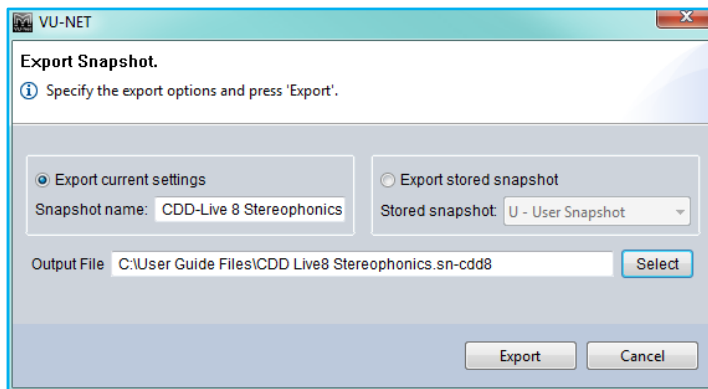 VU-NET
Export Snapshot.
Specify the export options and press 'Export'.
Export current settings
Snapshot name: CDD-Live 8 Stereophonics
Export stored snapshot
Stored snapshot: U - User Snapshot
Output File C:\User Guide Files\CDD Live8 Stereophonics.sn-cdd8 Select
Export Cancel